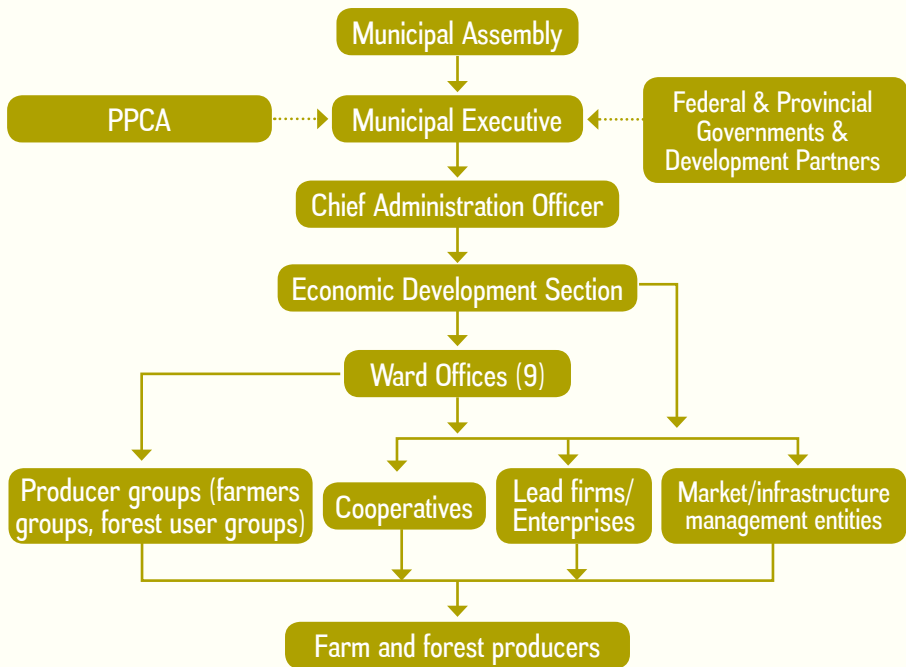 Municipal Assembly
PPCA
Municipal Executive
Federal & Provincial
Governments &
Development Partners
Chief Administration Officer
Economic Development Section
Ward Offices (9)
Producer groups (farmers
groups, forest user groups)
Cooperatives
Lead firms/
Enterprises
Market/infrastructure
management entities
Farm and forest producers